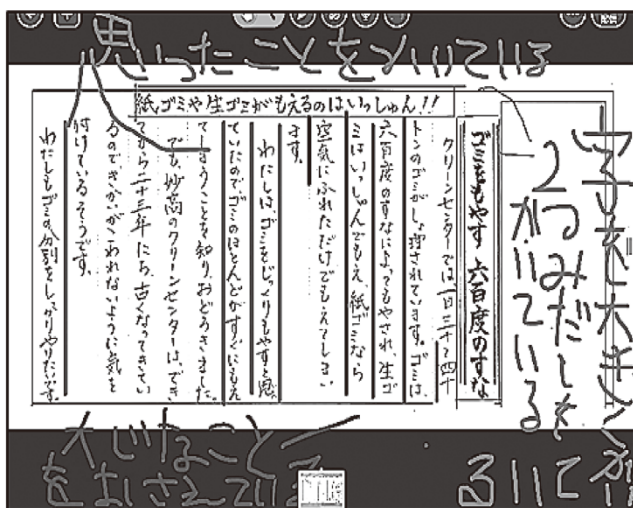 思ったことをかいている
字を大きくかいている
2つみだしをかいている
紙ゴミや生ゴミがもえるのはいっしゅん!!
ゴミをもやす 六百度のすな
クリーンセンターでは一日三十～四十
トンのゴミがしょ理されています。ゴミは、
六百度のすなによってもやされ、生ゴ
ミはいっしゅんでもえ、紙ゴミなら
空気にふれただけでもえてしまい
ます。
わたしは、ゴミをじっくりもやすと思っ
ていたので、ゴミのほとんどがすぐにもえ
てしまうことを知り、おどろきました。
でも、妙高のクリーンセンターは、でき
てから二十三年にもなり、古くなってきてい
るのできかいがこわれないように気を
付けているそうです。
わたしもゴミの分別をしっかりやりたいです。
大じなこと
をおさえている